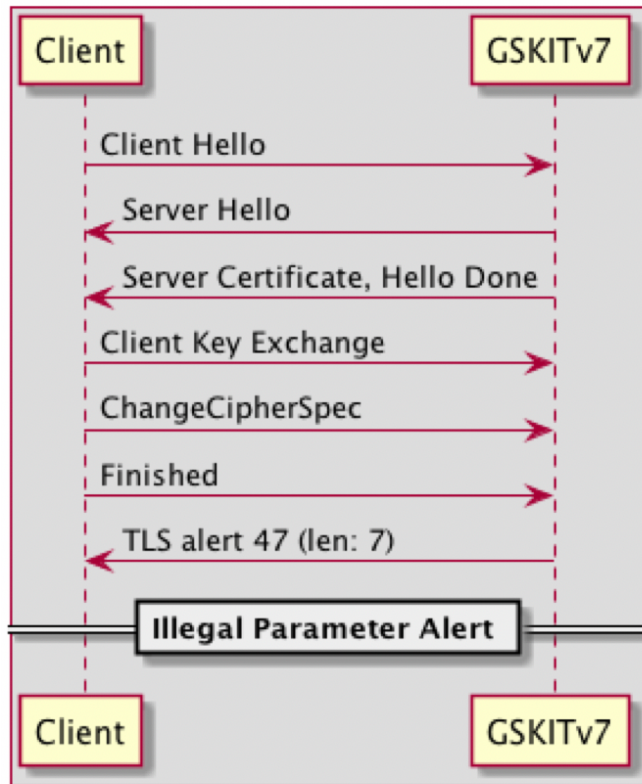 Client GSKITv7
Client Hello
Server Hello
Server Certificate, Hello Done
Client Key Exchange
ChangeCipherSpec
Finished
TLS alert 47 (len: 7)
Illegal Parameter Alert
Client GSKITv7